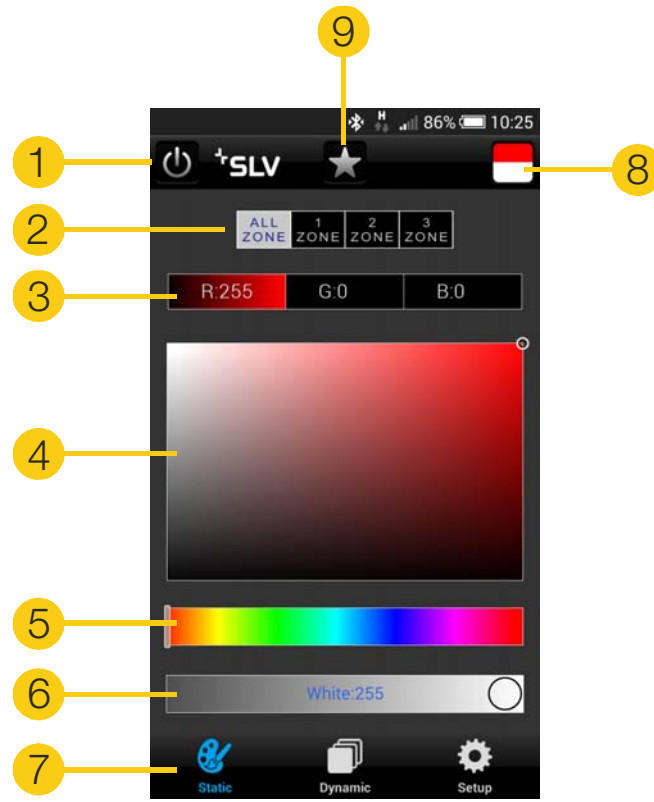 9
H 86% 10:25
1 SLV 8
2 ALL ZONE 1 ZONE 2 ZONE 3 ZONE
3 R:255 G:0 B:0
4
5
6 White:255
7 Static Dynamic Setup